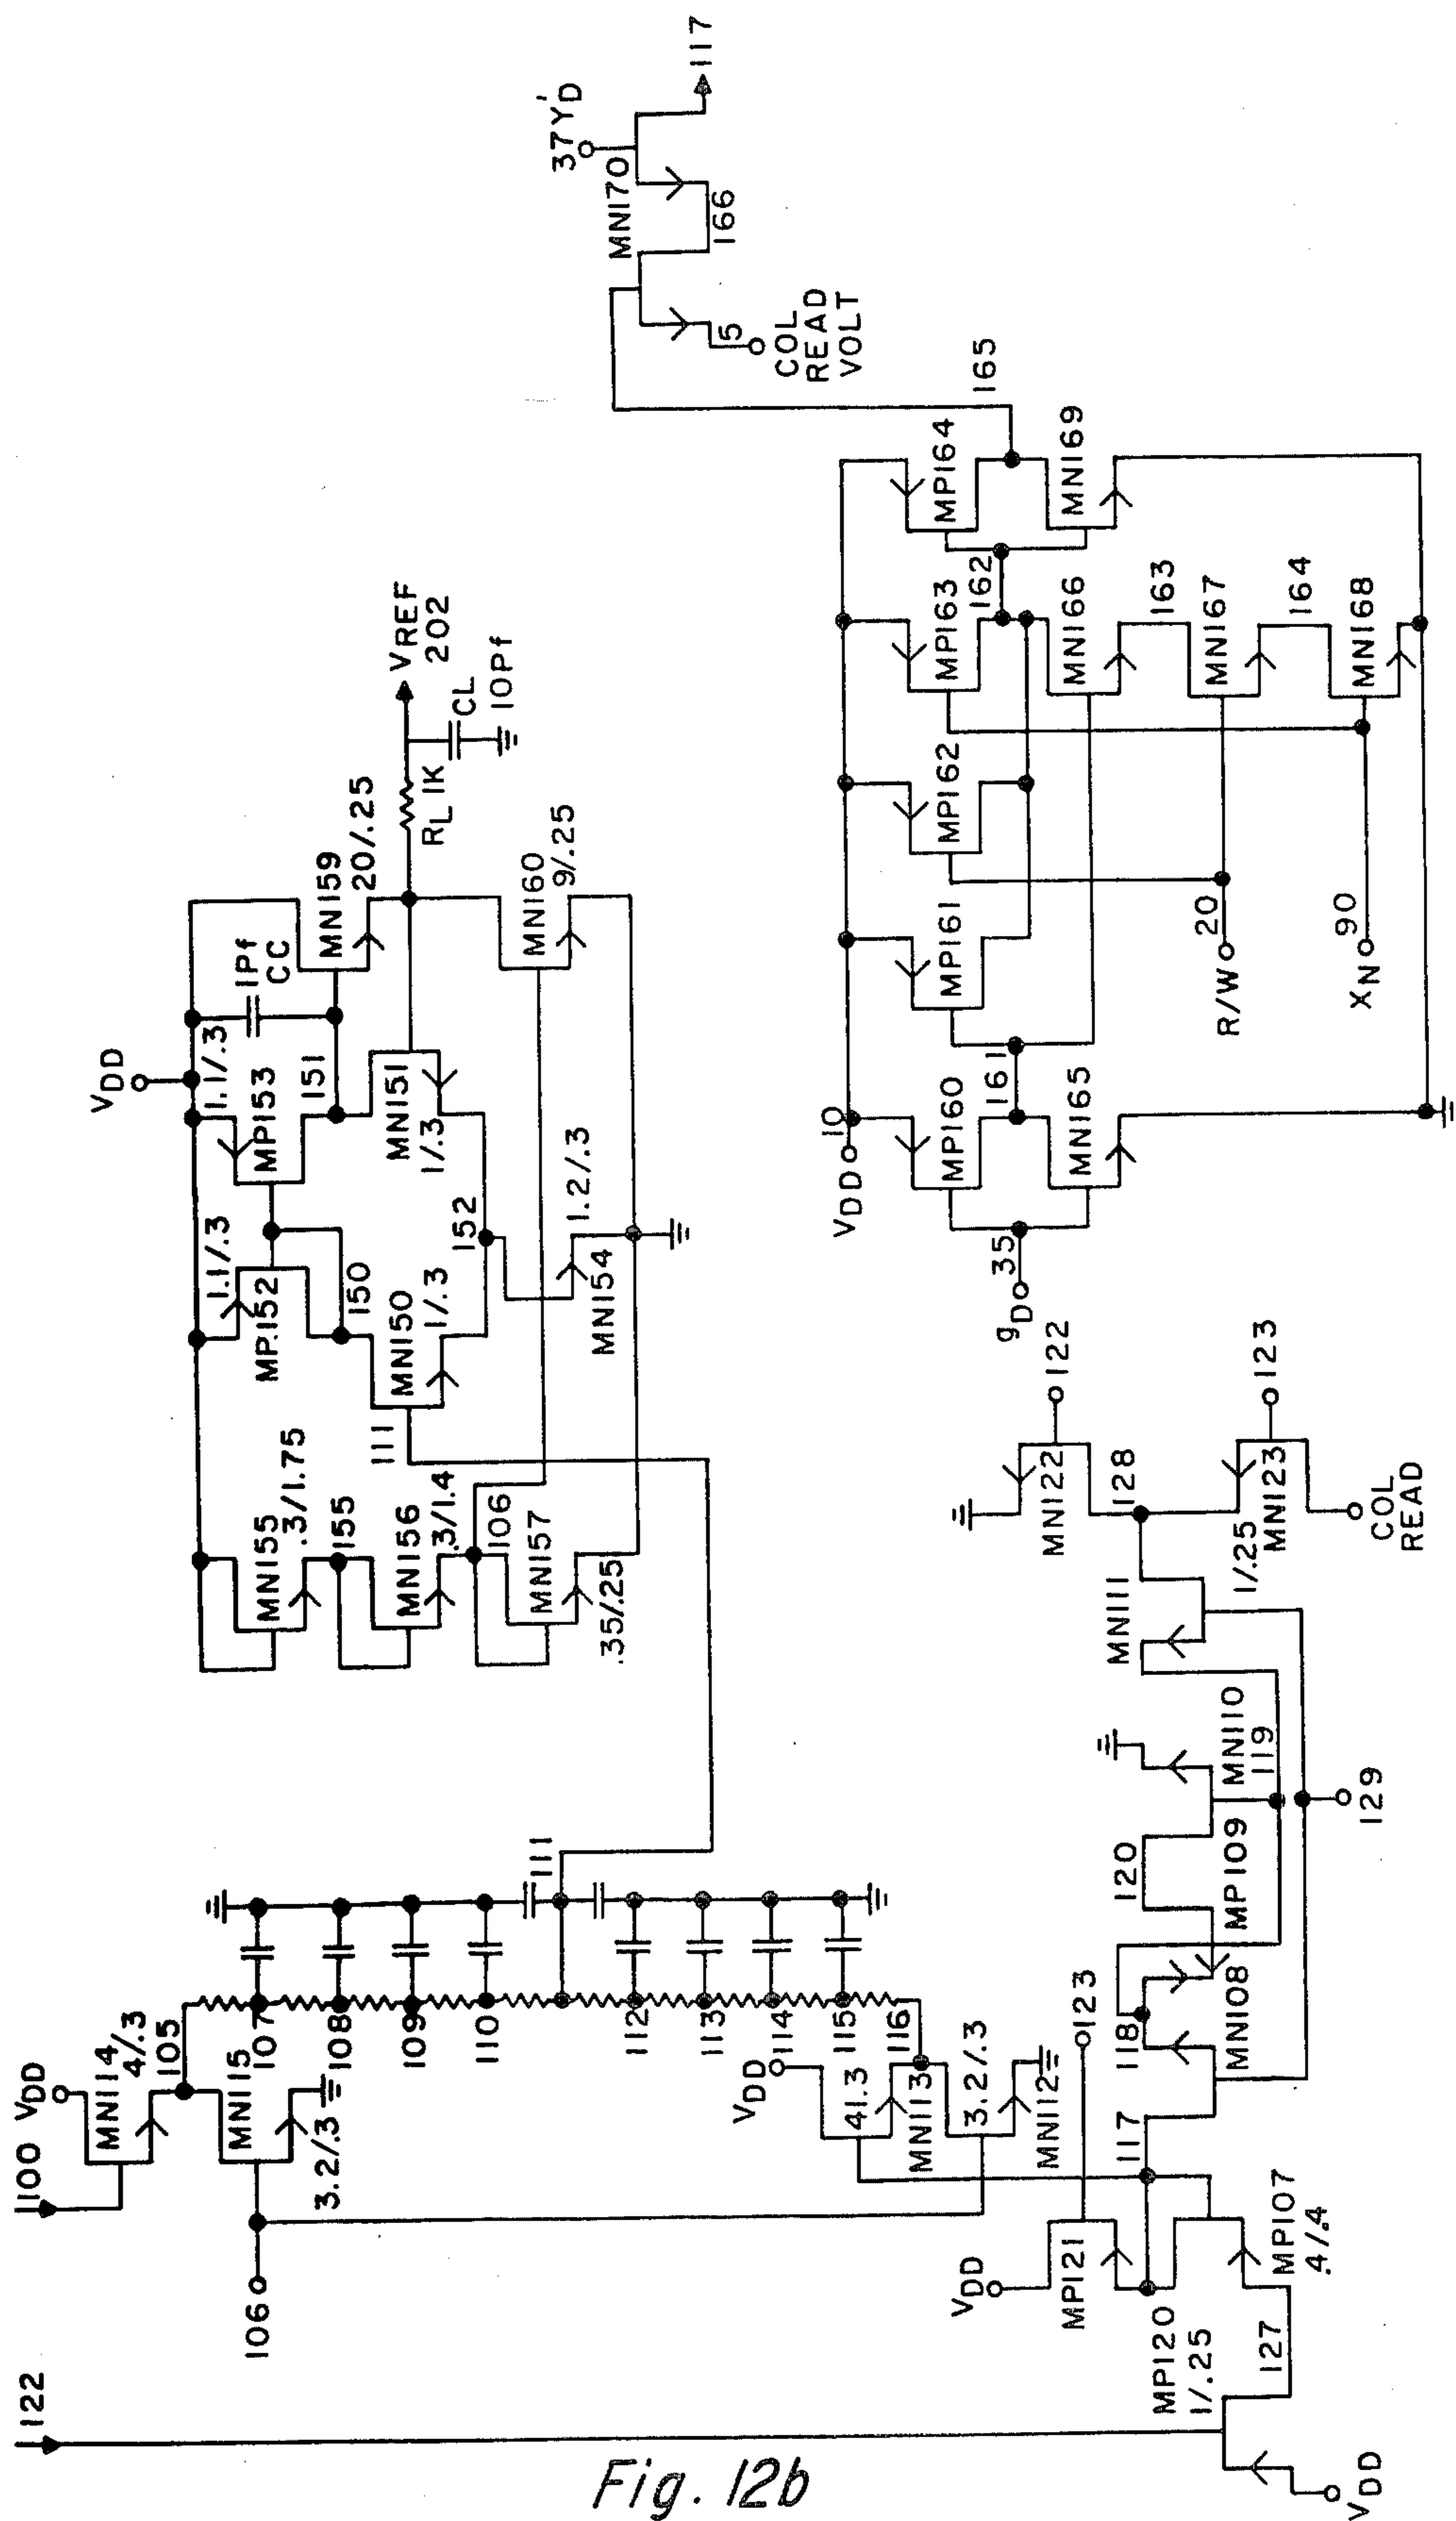 1122
1100
VDD
MN114
4/.3
105
MN115
3.2/.3
106
107
108
109
110
111
112
113
114
115
116
VDD
41.3
MN113
3.2/.3
MN112
111
VDD
MN155
.3/1.75
155
MN156
.3/1.4
106
MN157
.35/.25
1.1/.3
MP152
150
MN150
1/.3
111
1.1/.3
MP153
151
MN151
1/.3
152
1.2/.3
MN154
1Pf
CC
MN159
20/.25
MN160
9/.25
RL 1K
VREF
202
CL
10Pf
VDD
MP120
1/.25
127
MP107
.4/.4
VDD
MP121
123
117
118
MN108
MP109
120
MN110
119
129
MN111
128
MN122
122
1/.25
MN123
123
COL
READ
gD
35
VDD
10
MP160
161
MN165
MP161
MP162
MP163
162
MN166
163
MN167
164
MN168
MP164
MN169
165
R/W
20
XN
90
COL
READ
VOLT
5
166
MN170
37Y'D
117
Fig. 12b